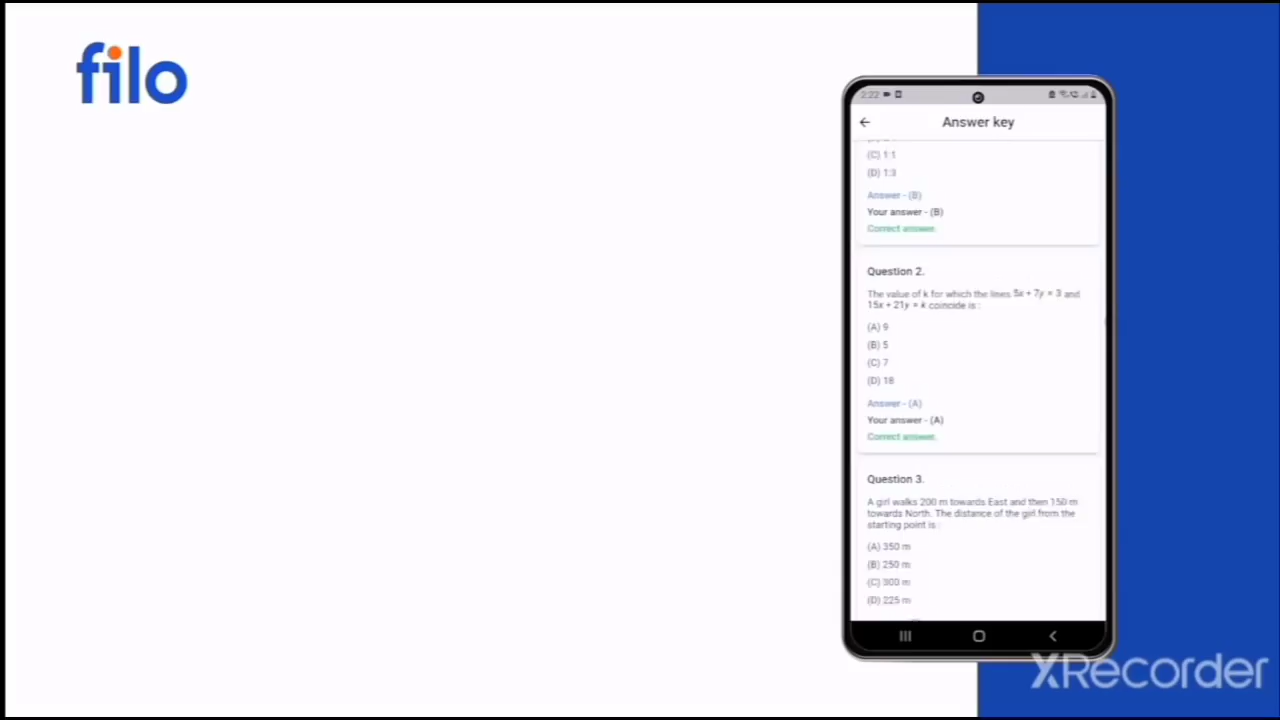 filo
2:22
Answer key
(C) 1:1
(D) 1:3
Answer - (B)
Your answer - (B)
Correct answer.
Question 2.
The value of k for which the lines 5x + 7y = 3 and
15x + 21y = k coincide is :
(A) 9
(B) 5
(C) 7
(D) 18
Answer - (A)
Your answer - (A)
Correct answer.
Question 3.
A girl walks 200 m towards East and then 150 m
towards North. The distance of the girl from the
starting point is :
(A) 350 m
(B) 250 m
(C) 300 m
(D) 225 m
XRecorder